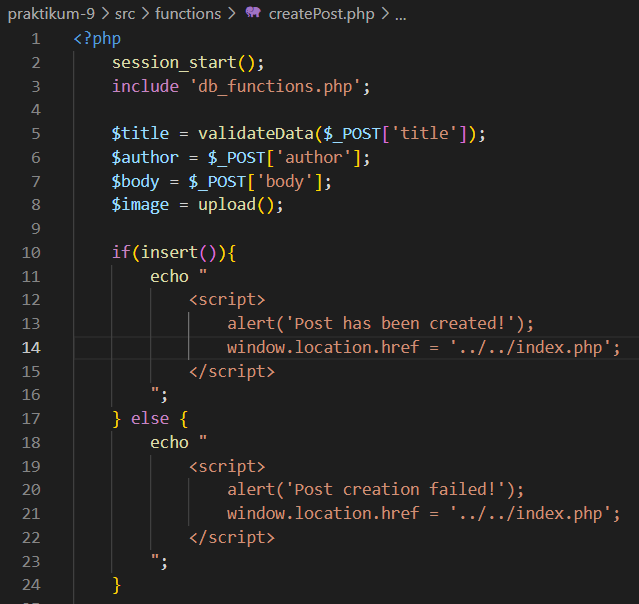 praktikum-9 > src > functions > createPost.php > ...
1 <?php
2     session_start();
3     include 'db_functions.php';
4
5     $title = validateData($_POST['title']);
6     $author = $_POST['author'];
7     $body = $_POST['body'];
8     $image = upload();
9
10     if(insert()){
11         echo "
12             <script>
13                 alert('Post has been created!');
14                 window.location.href = '../../index.php';
15             </script>
16         ";
17     } else {
18         echo "
19             <script>
20                 alert('Post creation failed!');
21                 window.location.href = '../../index.php';
22             </script>
23         ";
24     }